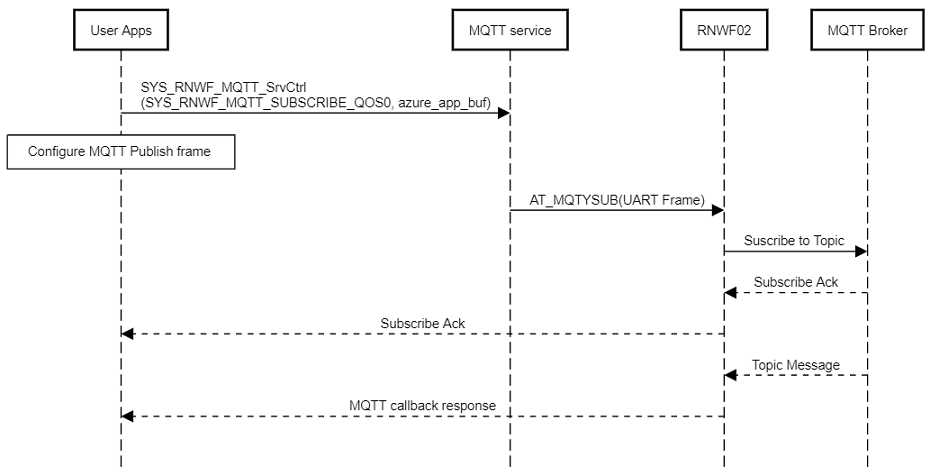 User Apps
MQTT service
RNWF02
MQTT Broker
SYS_RNWF_MQTT_SrvCtrl
(SYS_RNWF_MQTT_SUBSCRIBE_QOS0, azure_app_buf)
Configure MQTT Publish frame
AT_MQTYSUB(UART Frame)
Suscribe to Topic
Subscribe Ack
Subscribe Ack
Topic Message
MQTT callback response